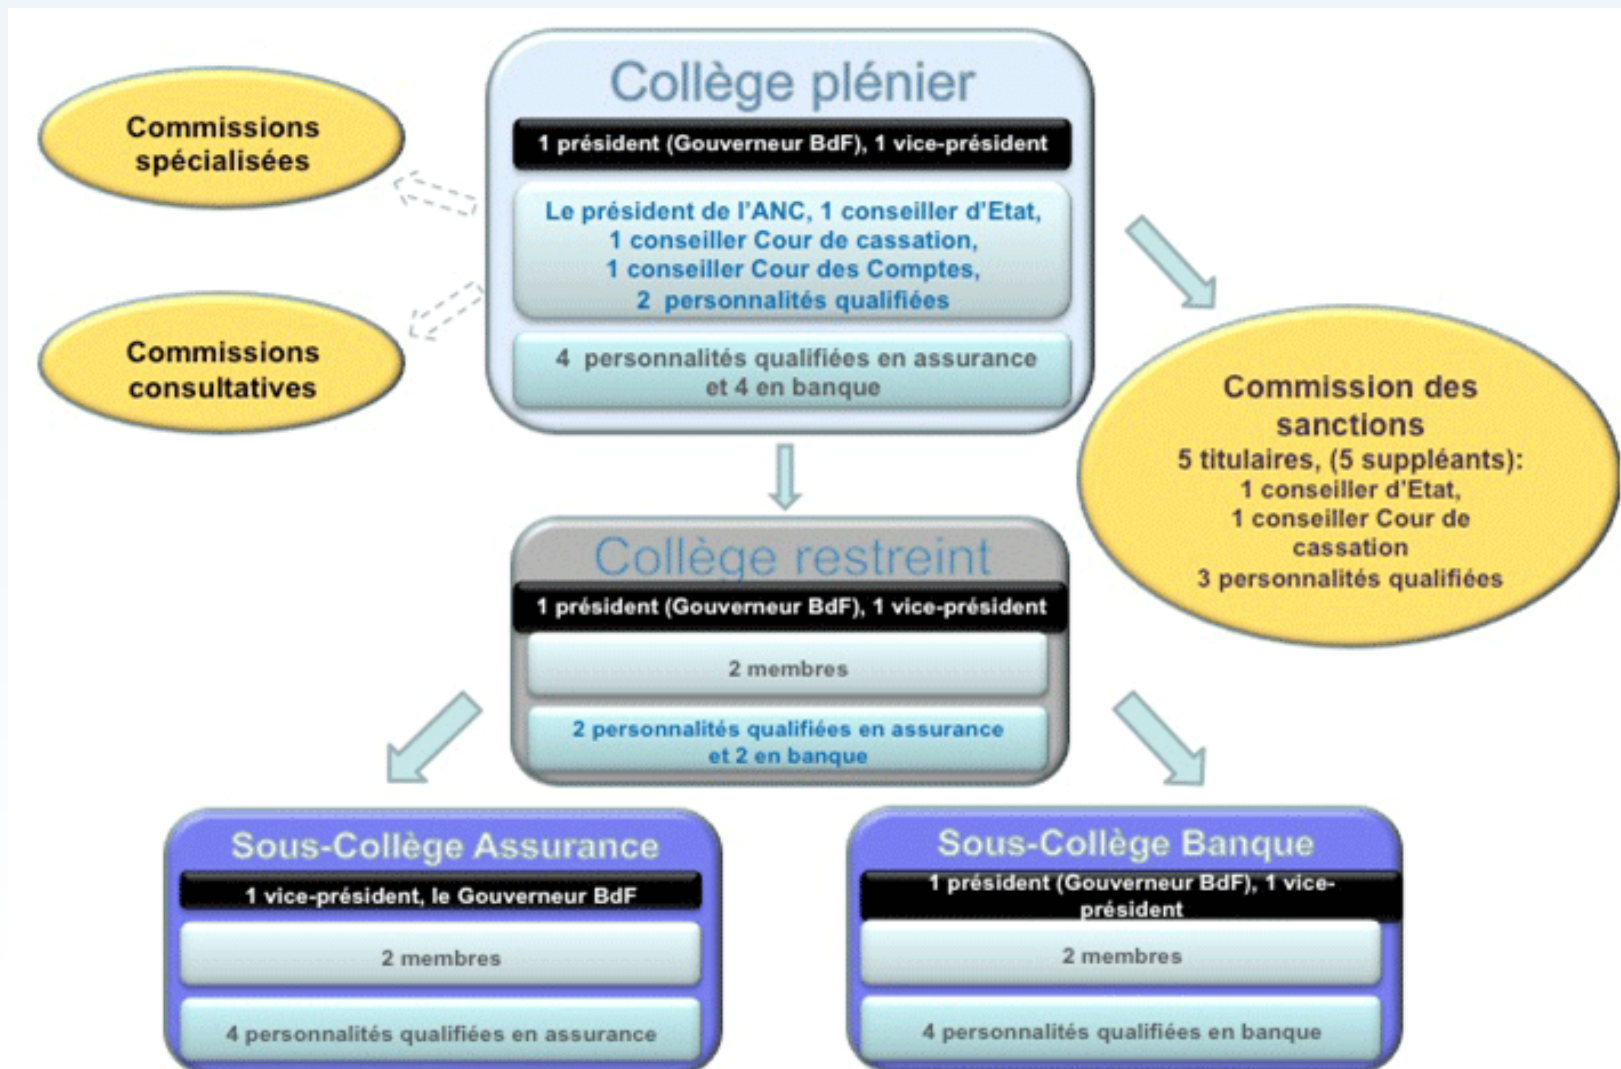 Collège plénier
1 président (Gouverneur BdF), 1 vice-président
Le président de l'ANC, 1 conseiller d'Etat,
1 conseiller Cour de cassation,
1 conseiller Cour des Comptes,
2 personnalités qualifiées
4 personnalités qualifiées en assurance
et 4 en banque
Commissions
spécialisées
Commissions
consultatives
Commission des
sanctions
5 titulaires, (5 suppléants):
1 conseiller d'Etat,
1 conseiller Cour de
cassation
3 personnalités qualifiées
Collège restreint
1 président (Gouverneur BdF), 1 vice-président
2 membres
2 personnalités qualifiées en assurance
et 2 en banque
Sous-Collège Assurance
1 vice-président, le Gouverneur BdF
2 membres
4 personnalités qualifiées en assurance
Sous-Collège Banque
1 président (Gouverneur BdF), 1 vice-
président
2 membres
4 personnalités qualifiées en banque